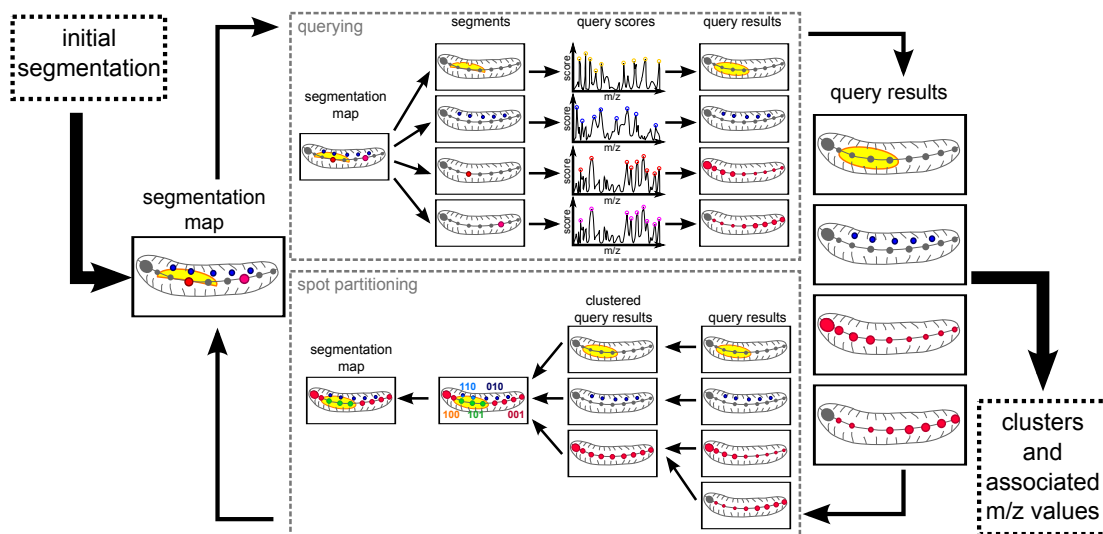 initial
segmentation
segmentation
map
querying
segments
query scores
query results
segmentation
map
score
m/z
score
m/z
score
m/z
score
m/z
query results
spot partitioning
clustered
query results
query results
segmentation
map
110 010
100 101 001
clusters
and
associated
m/z values